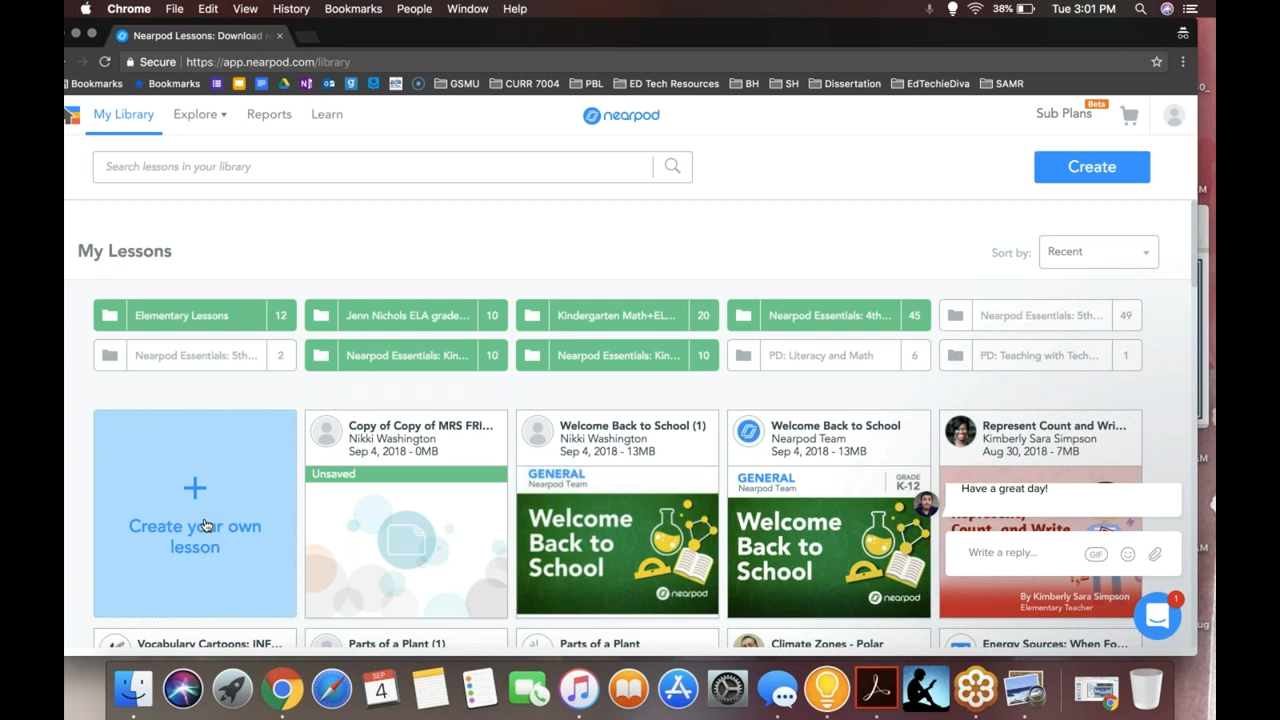 Chrome File Edit View History Bookmarks People Window Help 38% Tue 3:01 PM
Nearpod Lessons: Download
Secure https://app.nearpod.com/library
Bookmarks Bookmarks GSMU CURR 7004 PBL ED Tech Resources BH SH Dissertation EdTechieDiva SAMR
My Library Explore Reports Learn nearpod Sub Plans Beta
Search lessons in your library Create
My Lessons Sort by: Recent
Elementary Lessons 12 Jenn Nichols ELA grade... 10 Kindergarten Math+EL... 20 Nearpod Essentials: 4th... 45 Nearpod Essentials: 5th... 49
Nearpod Essentials: 5th... 2 Nearpod Essentials: Kin... 10 Nearpod Essentials: Kin... 10 PD: Literacy and Math 6 PD: Teaching with Tech... 1
Create your own
lesson
Copy of Copy of MRS FRI...
Nikki Washington
Sep 4, 2018 - 0MB
Unsaved
Welcome Back to School (1)
Nikki Washington
Sep 4, 2018 - 13MB
GENERAL
Nearpod Team
Welcome
Back to
School
nearpod
Welcome Back to School
Nearpod Team
Sep 4, 2018 - 13MB
GENERAL
Nearpod Team
GRADE
K-12
Welcome
Back to
School
nearpod
Represent Count and Wri...
Kimberly Sara Simpson
Aug 30, 2018 - 7MB
Have a great day!
Count, and Write
Write a reply... GIF
By Kimberly Sara Simpson
Elementary Teacher
1
Vocabulary Cartoons: INF... Parts of a Plant (1) Parts of a Plant Climate Zones - Polar Energy Sources: When Fo...
SEP
4